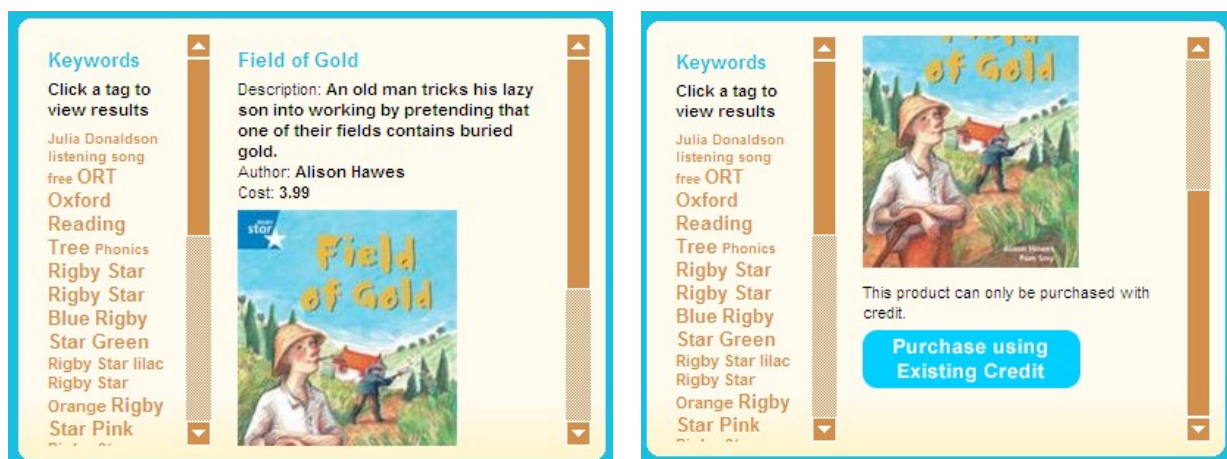 Keywords
Click a tag to
view results
Julia Donaldson
listening song
free ORT
Oxford
Reading
Tree Phonics
Rigby Star
Rigby Star
Blue Rigby
Star Green
Rigby Star lilac
Rigby Star
Orange Rigby
Star Pink
Field of Gold
Description: An old man tricks his lazy
son into working by pretending that
one of their fields contains buried
gold.
Author: Alison Hawes
Cost: 3.99
star
Field
of Gold
Keywords
Click a tag to
view results
Julia Donaldson
listening song
free ORT
Oxford
Reading
Tree Phonics
Rigby Star
Rigby Star
Blue Rigby
Star Green
Rigby Star lilac
Rigby Star
Orange Rigby
Star Pink
Field
of Gold
Alison Hawes
Pam Smy
This product can only be purchased with
credit.
Purchase using
Existing Credit